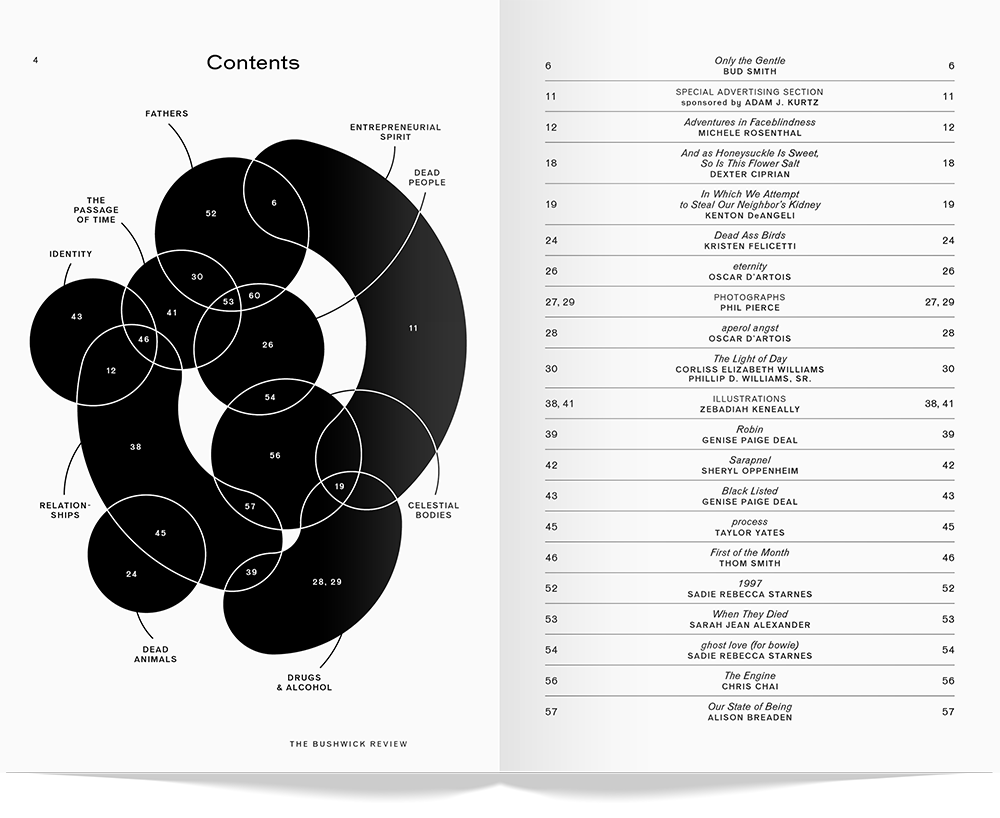 4
Contents
FATHERS
ENTREPRENEURIAL
SPIRIT
DEAD
PEOPLE
THE
PASSAGE
OF TIME
IDENTITY
52
6
30
53
60
43
41
46
26
11
12
54
38
56
19
57
RELATION-
SHIPS
CELESTIAL
BODIES
45
24
39
28, 29
DEAD
ANIMALS
DRUGS
& ALCOHOL
THE BUSHWICK REVIEW
6 Only the Gentle 6
BUD SMITH
11 SPECIAL ADVERTISING SECTION 11
sponsored by ADAM J. KURTZ
12 Adventures in Faceblindness 12
MICHELE ROSENTHAL
And as Honeysuckle Is Sweet,
18 So Is This Flower Salt 18
DEXTER CIPRIAN
In Which We Attempt
19 to Steal Our Neighbor's Kidney 19
KENTON DeANGELI
24 Dead Ass Birds 24
KRISTEN FELICETTI
26 eternity 26
OSCAR D'ARTOIS
27, 29 PHOTOGRAPHS 27, 29
PHIL PIERCE
28 aperol angst 28
OSCAR D'ARTOIS
The Light of Day
30 CORLISS ELIZABETH WILLIAMS 30
PHILLIP D. WILLIAMS, SR.
38, 41 ILLUSTRATIONS 38, 41
ZEBADIAH KENEALLY
39 Robin 39
GENISE PAIGE DEAL
42 Sarapnel 42
SHERYL OPPENHEIM
43 Black Listed 43
GENISE PAIGE DEAL
45 process 45
TAYLOR YATES
46 First of the Month 46
THOM SMITH
52 1997 52
SADIE REBECCA STARNES
53 When They Died 53
SARAH JEAN ALEXANDER
54 ghost love (for bowie) 54
SADIE REBECCA STARNES
56 The Engine 56
CHRIS CHAI
57 Our State of Being 57
ALISON BREADEN